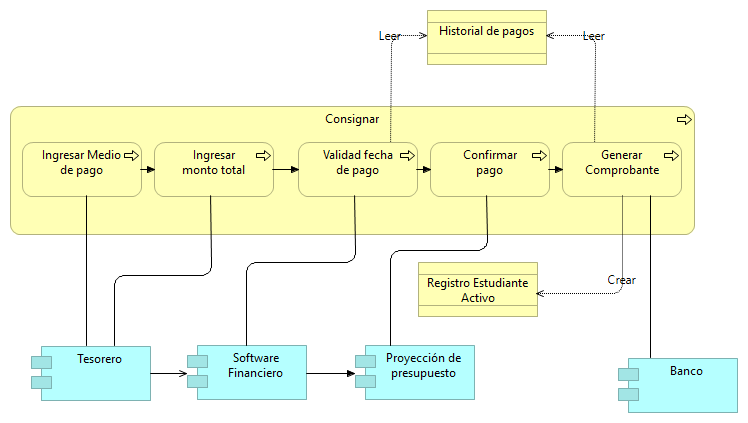 Historial de pagos
Leer
Leer
Consignar
Ingresar Medio
de pago
Ingresar
monto total
Validad fecha
de pago
Confirmar
pago
Generar
Comprobante
Registro Estudiante
Activo
Crear
Tesorero
Software
Financiero
Proyección de
presupuesto
Banco